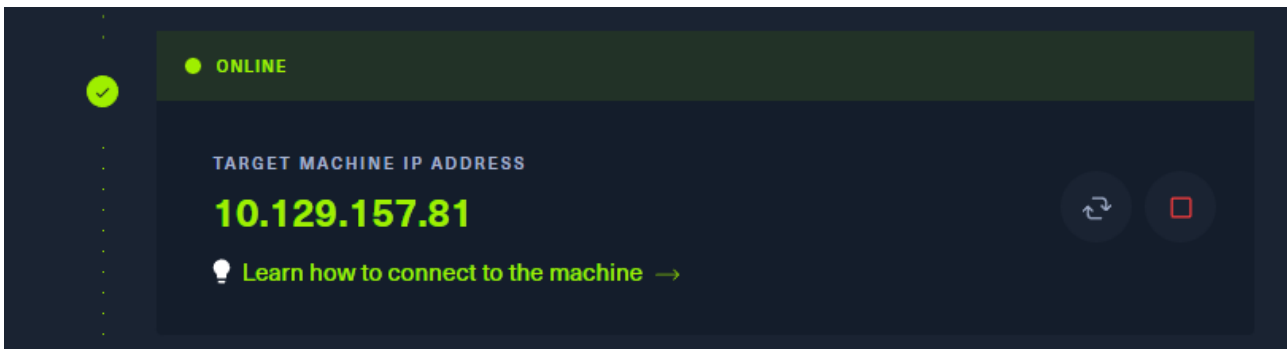 ONLINE
TARGET MACHINE IP ADDRESS
10.129.157.81
Learn how to connect to the machine →